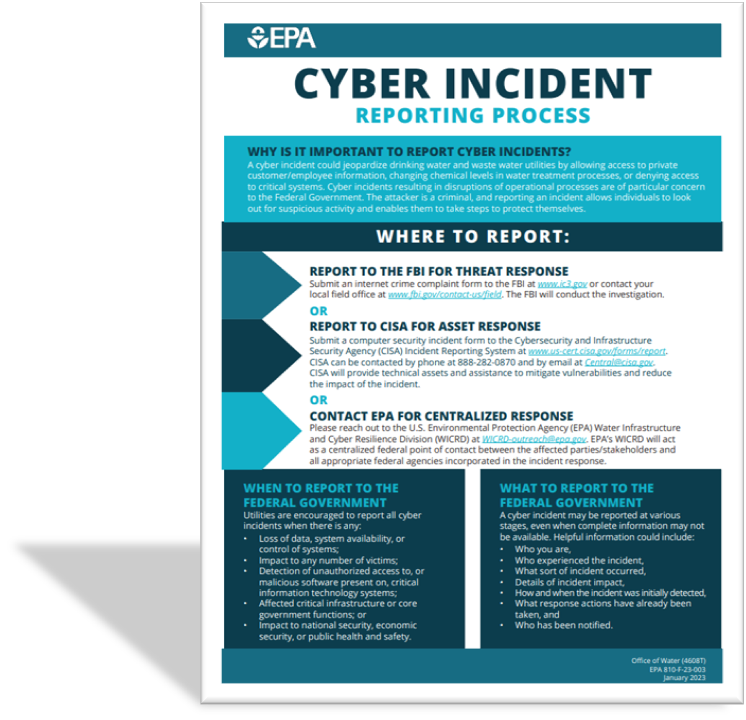 EPA
CYBER INCIDENT
REPORTING PROCESS
WHY IS IT IMPORTANT TO REPORT CYBER INCIDENTS?
A cyber incident could jeopardize drinking water and waste water utilities by allowing access to private
customer/employee information, changing chemical levels in water treatment processes, or denying access
to critical systems. Cyber incidents resulting in disruptions of operational processes are of particular concern
to the Federal Government. The attacker is a criminal, and reporting an incident allows individuals to look
out for suspicious activity and enables them to take steps to protect themselves.
WHERE TO REPORT:
REPORT TO THE FBI FOR THREAT RESPONSE
Submit an internet crime complaint form to the FBI at www.ic3.gov or contact your
local field office at www.fbi.gov/contact-us/field. The FBI will conduct the investigation.
OR
REPORT TO CISA FOR ASSET RESPONSE
Submit a computer security incident form to the Cybersecurity and Infrastructure
Security Agency (CISA) Incident Reporting System at www.us-cert.cisa.gov/forms/report.
CISA can be contacted by phone at 888-282-0870 and by email at Central@cisa.gov.
CISA will provide technical assets and assistance to mitigate vulnerabilities and reduce
the impact of the incident.
OR
CONTACT EPA FOR CENTRALIZED RESPONSE
Please reach out to the U.S. Environmental Protection Agency (EPA) Water Infrastructure
and Cyber Resilience Division (WICRD) at WICRD-outreach@epa.gov. EPA's WICRD will act
as a centralized federal point of contact between the affected parties/stakeholders and
all appropriate federal agencies incorporated in the incident response.
WHEN TO REPORT TO THE
FEDERAL GOVERNMENT
Utilities are encouraged to report all cyber
incidents when there is any:
• Loss of data, system availability, or
control of systems;
• Impact to any number of victims;
• Detection of unauthorized access to, or
malicious software present on, critical
information technology systems;
• Affected critical infrastructure or core
government functions; or
• Impact to national security, economic
security, or public health and safety.
WHAT TO REPORT TO THE
FEDERAL GOVERNMENT
A cyber incident may be reported at various
stages, even when complete information may not
be available. Helpful information could include:
• Who you are,
• Who experienced the incident,
• What sort of incident occurred,
• Details of incident impact,
• How and when the incident was initially detected,
• What response actions have already been
taken, and
• Who has been notified.
Office of Water (4608T)
EPA 810-F-23-003
January 2023